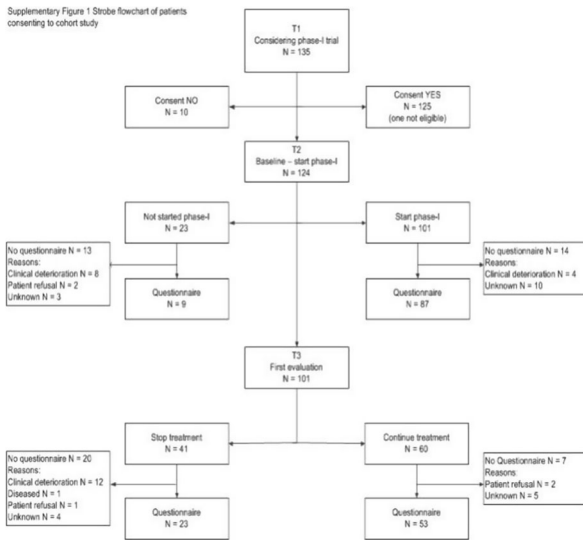 Supplementary Figure 1 Strobe flowchart of patients
consenting to cohort study
T1
Considering phase-I trial
N = 135
Consent NO
N = 10
Consent YES
N = 125
(one not eligible)
T2
Baseline – start phase-I
N = 124
Not started phase-I
N = 23
Start phase-I
N = 101
No questionnaire N = 13
Reasons:
Clinical deterioration N = 8
Patient refusal N = 2
Unknown N = 3
Questionnaire
N = 9
Questionnaire
N = 87
No questionnaire N = 14
Reasons:
Clinical deterioration N = 4
Unknown N = 10
T3
First evaluation
N = 101
Stop treatment
N = 41
Continue treatment
N = 60
No questionnaire N = 20
Reasons:
Clinical deterioration N = 12
Diseased N = 1
Patient refusal N = 1
Unknown N = 4
Questionnaire
N = 23
Questionnaire
N = 53
No Questionnaire N = 7
Reasons:
Patient refusal N = 2
Unknown N = 5